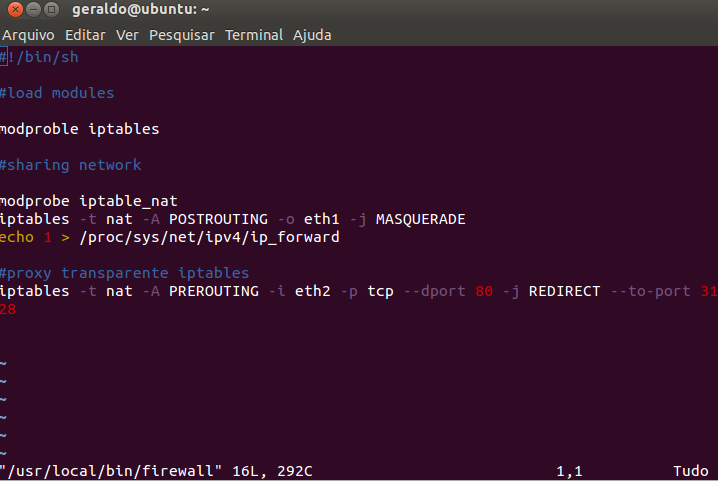 geraldo@ubuntu: ~
Arquivo Editar Ver Pesquisar Terminal Ajuda
#!/bin/sh
#load modules
modproble iptables
#sharing network
modprobe iptable_nat
iptables -t nat -A POSTROUTING -o eth1 -j MASQUERADE
echo 1 > /proc/sys/net/ipv4/ip_forward
#proxy transparente iptables
iptables -t nat -A PREROUTING -i eth2 -p tcp --dport 80 -j REDIRECT --to-port 31
28
~
~
~
~
~
~
"/usr/local/bin/firewall" 16L, 292C 1,1 Tudo